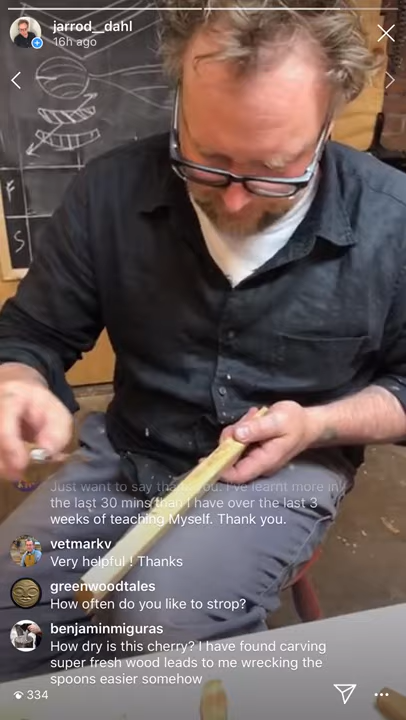 jarrod__dahl
16h ago
F
S
Just want to say thank you. I've learnt more in
the last 30 mins than I have over the last 3
weeks of teaching Myself. Thank you.
vetmarkv
Very helpful ! Thanks
greenwoodtales
How often do you like to strop?
benjaminmiguras
How dry is this cherry? I have found carving
super fresh wood leads to me wrecking the
spoons easier somehow
334